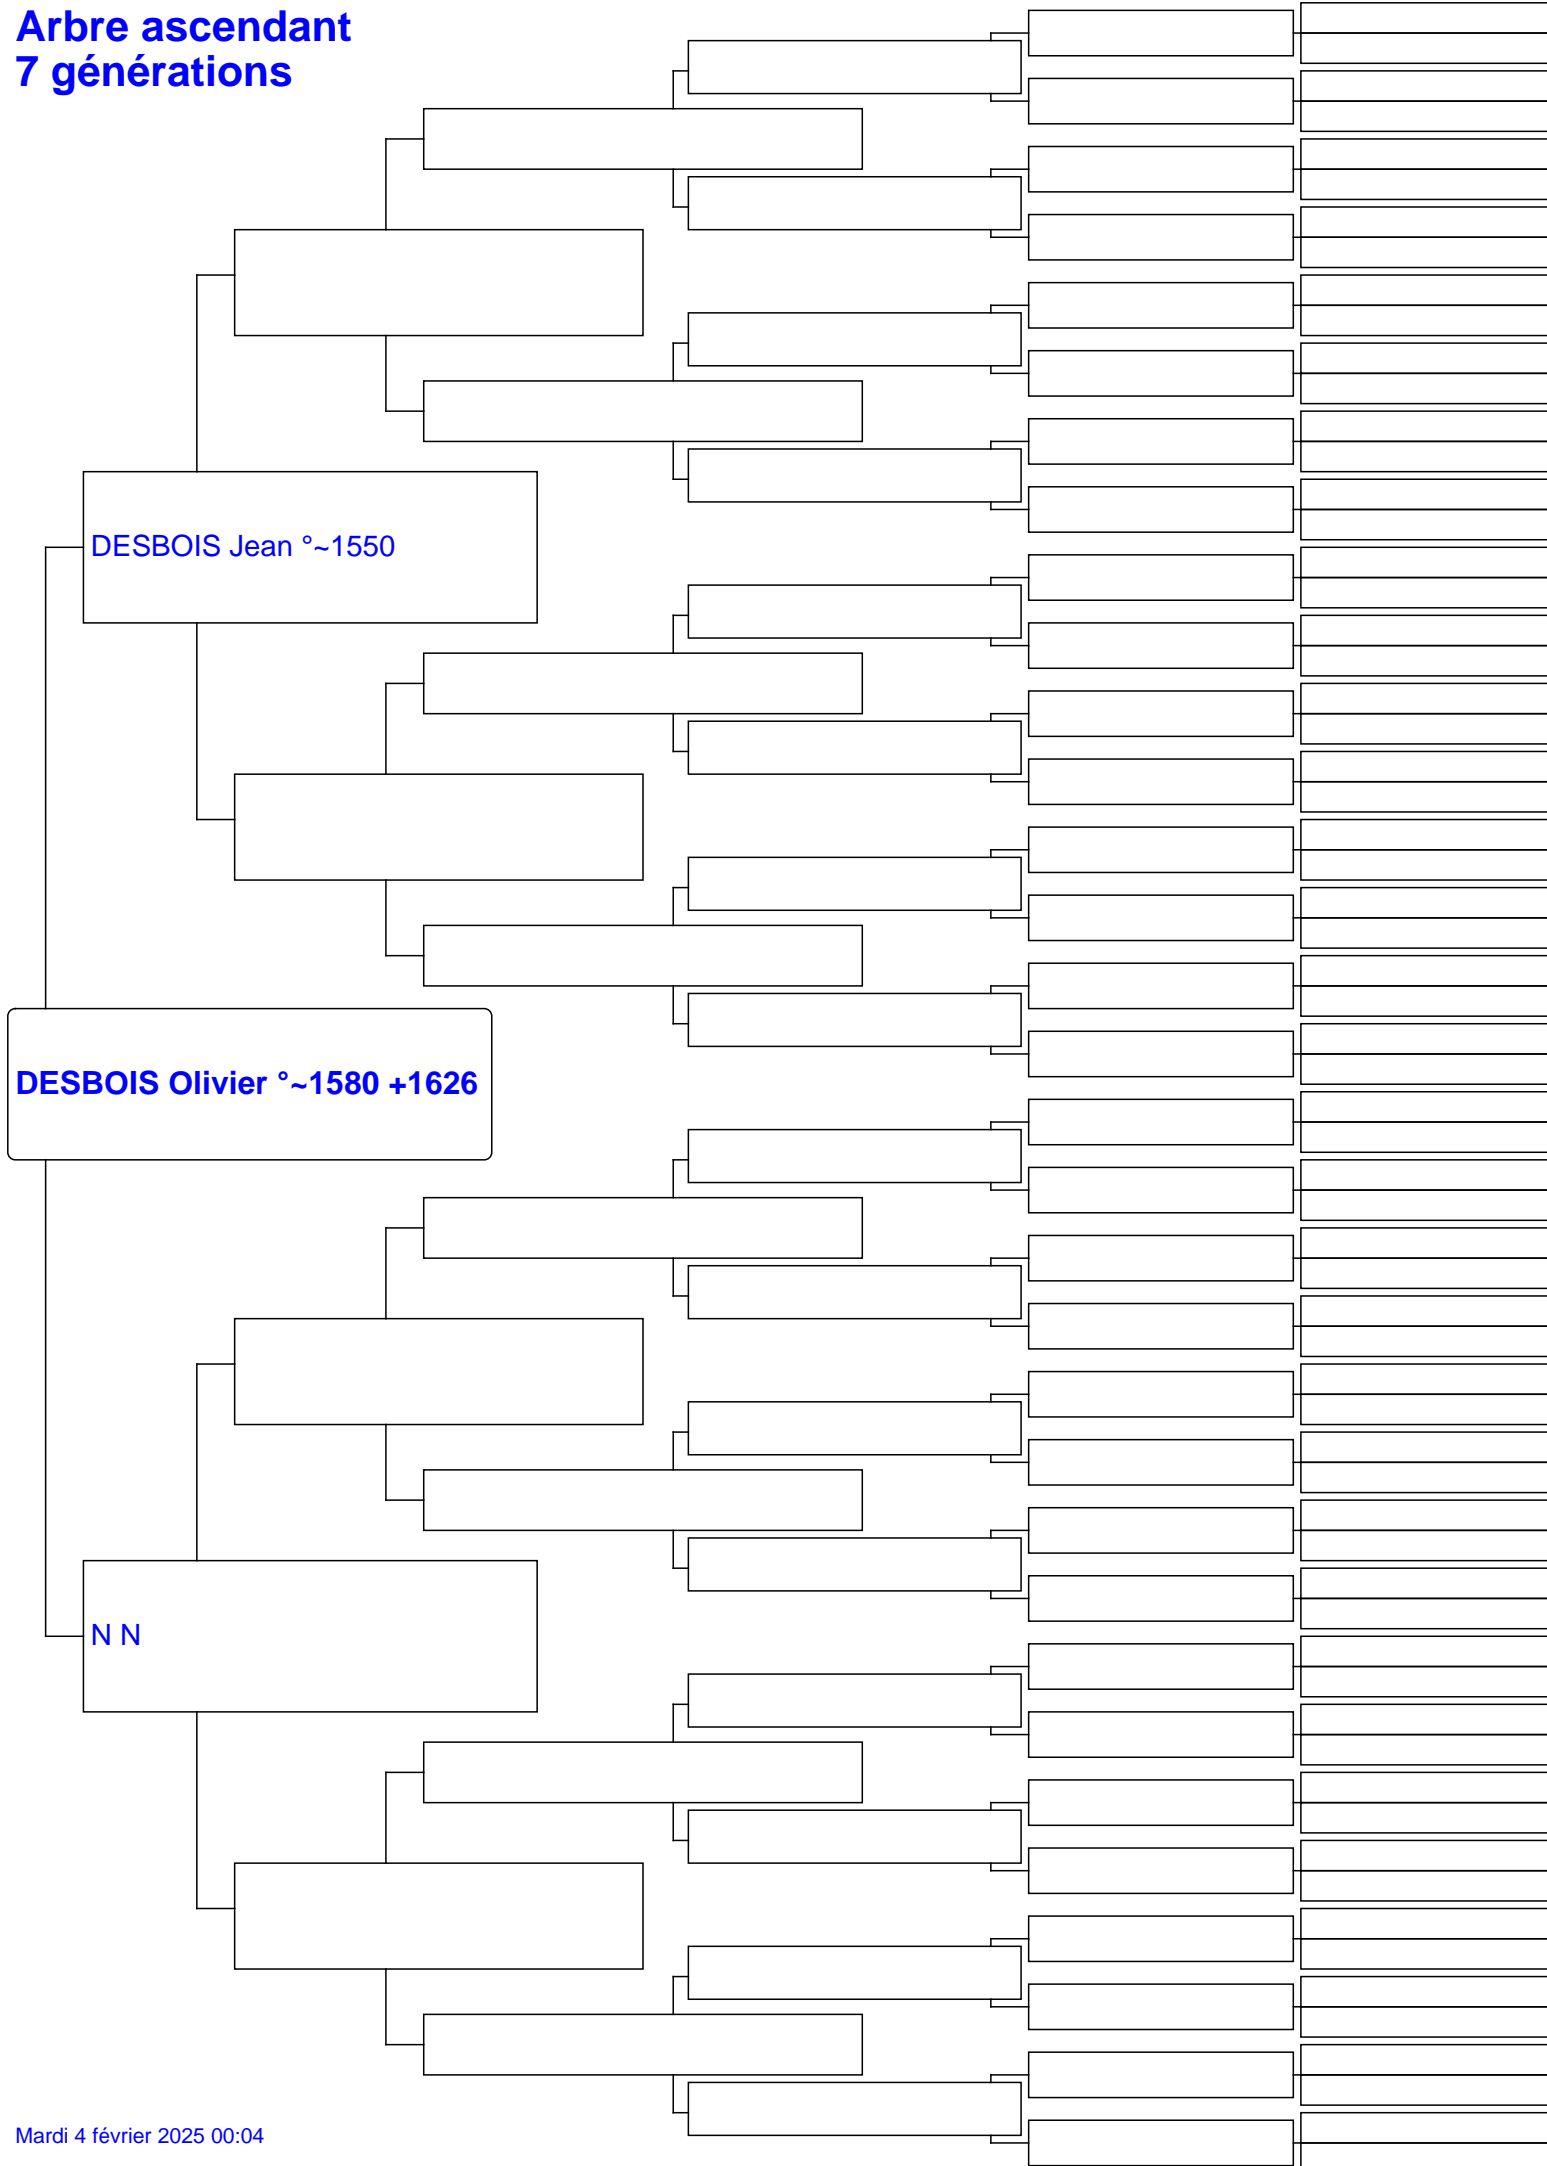 Arbre ascendant
7 générations
DESBOIS Jean °~1550
DESBOIS Olivier °~1580 +1626
N N
Mardi 4 février 2025 00:04